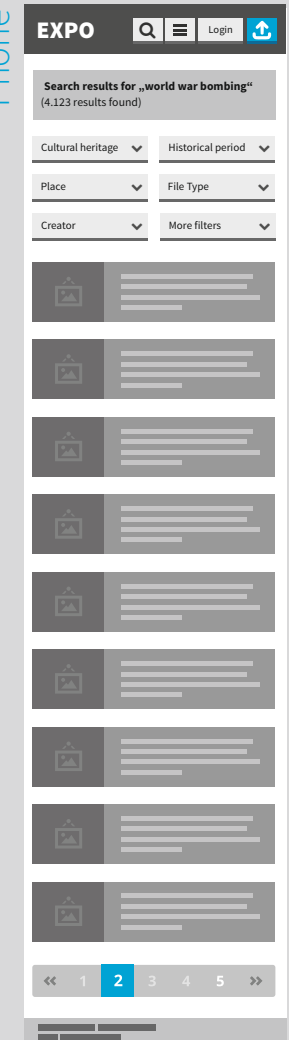 EXPO
Login
Search results for „world war bombing“
(4.123 results found)
Cultural heritage
Historical period
Place
File Type
Creator
More filters
« 1 2 3 4 5 »